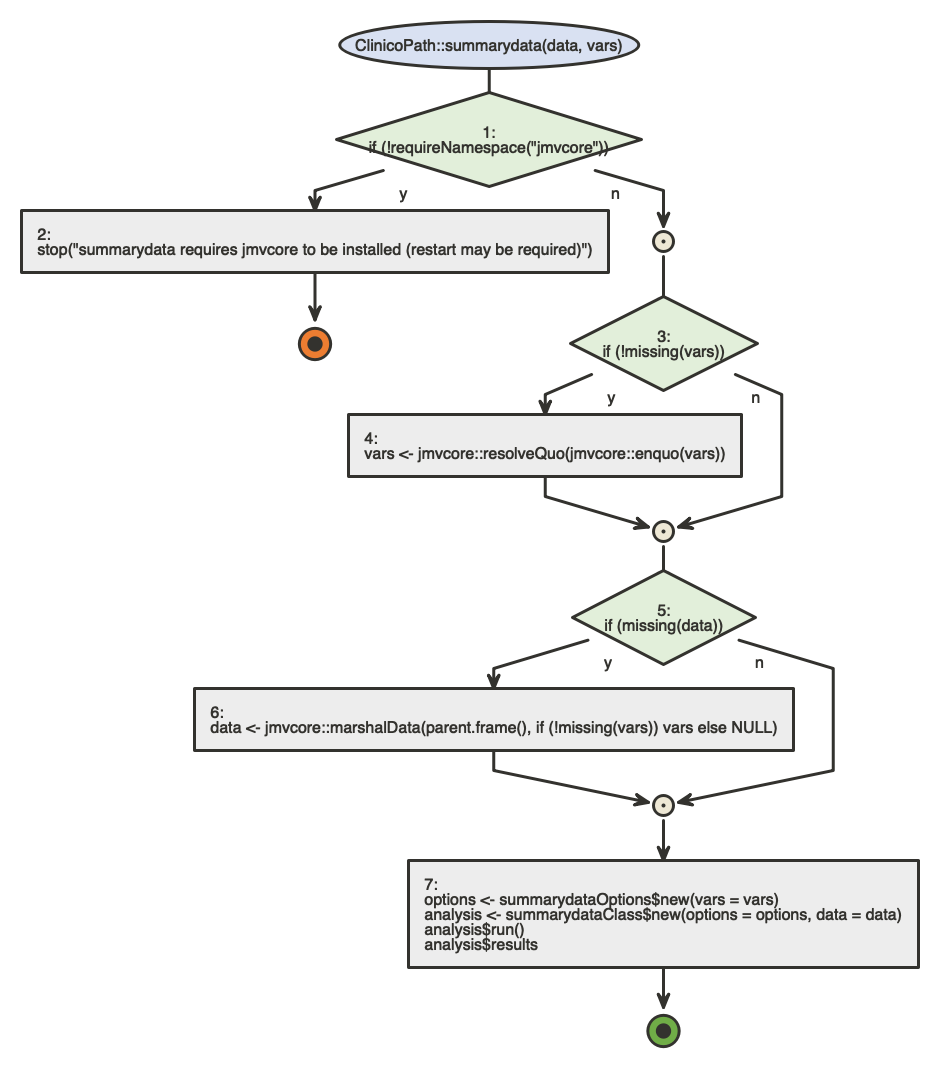 ClinicoPath::summarydata(data, vars)
1:
if (!requireNamespace("jmvcore"))
y
n
2:
stop("summarydata requires jmvcore to be installed (restart may be required)")
3:
if (!missing(vars))
y
n
4:
vars <- jmvcore::resolveQuo(jmvcore::enquo(vars))
5:
if (missing(data))
y
n
6:
data <- jmvcore::marshalData(parent.frame(), if (!missing(vars)) vars else NULL)
7:
options <- summarydataOptions$new(vars = vars)
analysis <- summarydataClass$new(options = options, data = data)
analysis$run()
analysis$results